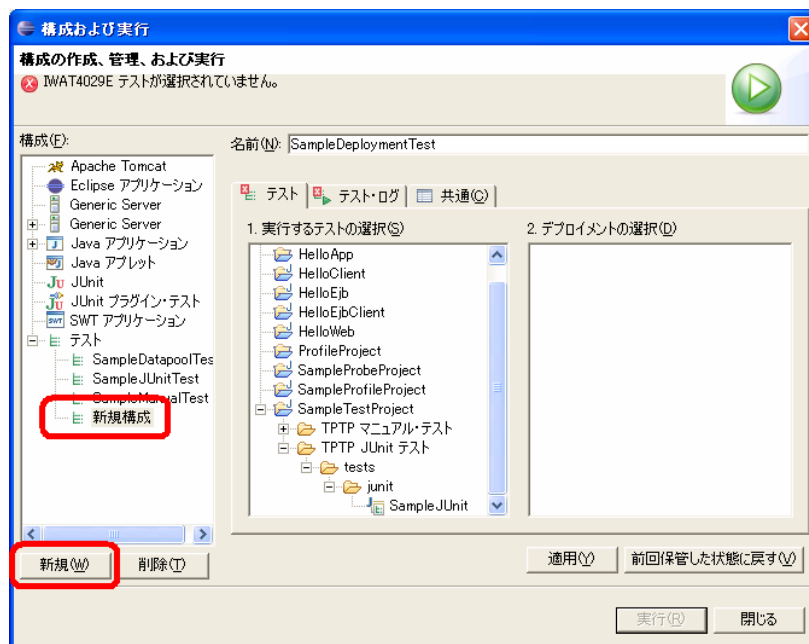 構成および実行
構成の作成、管理、および実行
IWAT4029E テストが選択されていません。
構成(F):
Apache Tomcat
Eclipse アプリケーション
Generic Server
Generic Server
Java アプリケーション
Java アプレット
JUnit
JUnit プラグイン・テスト
SWT アプリケーション
テスト
SampleDatapoolTes
SampleJUnitTest
SampleManualTest
新規構成
新規(W)
削除(T)
名前(N):
SampleDeploymentTest
テスト
テスト・ログ
共通(C)
1. 実行するテストの選択(S)
HelloApp
HelloClient
HelloEjb
HelloEjbClient
HelloWeb
ProfileProject
SampleProbeProject
SampleProfileProject
SampleTestProject
TPTP マニュアル・テスト
TPTP JUnit テスト
tests
junit
SampleJUnit
2. デプロイメントの選択(D)
適用(Y)
前回保管した状態に戻す(V)
実行(R)
閉じる